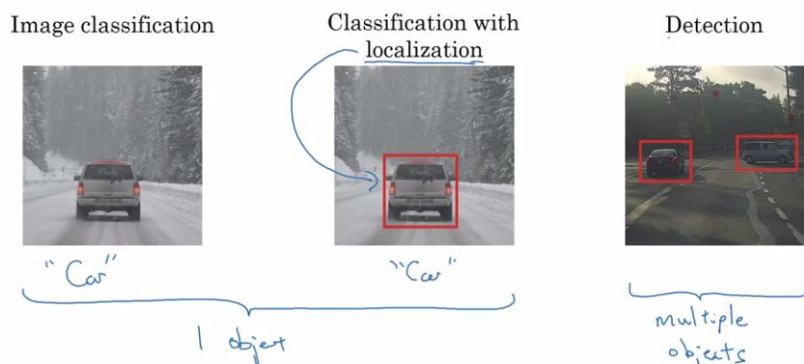 Image classification
Classification with
localization
Detection
"Car"
"Car"
1 object
multiple
objects